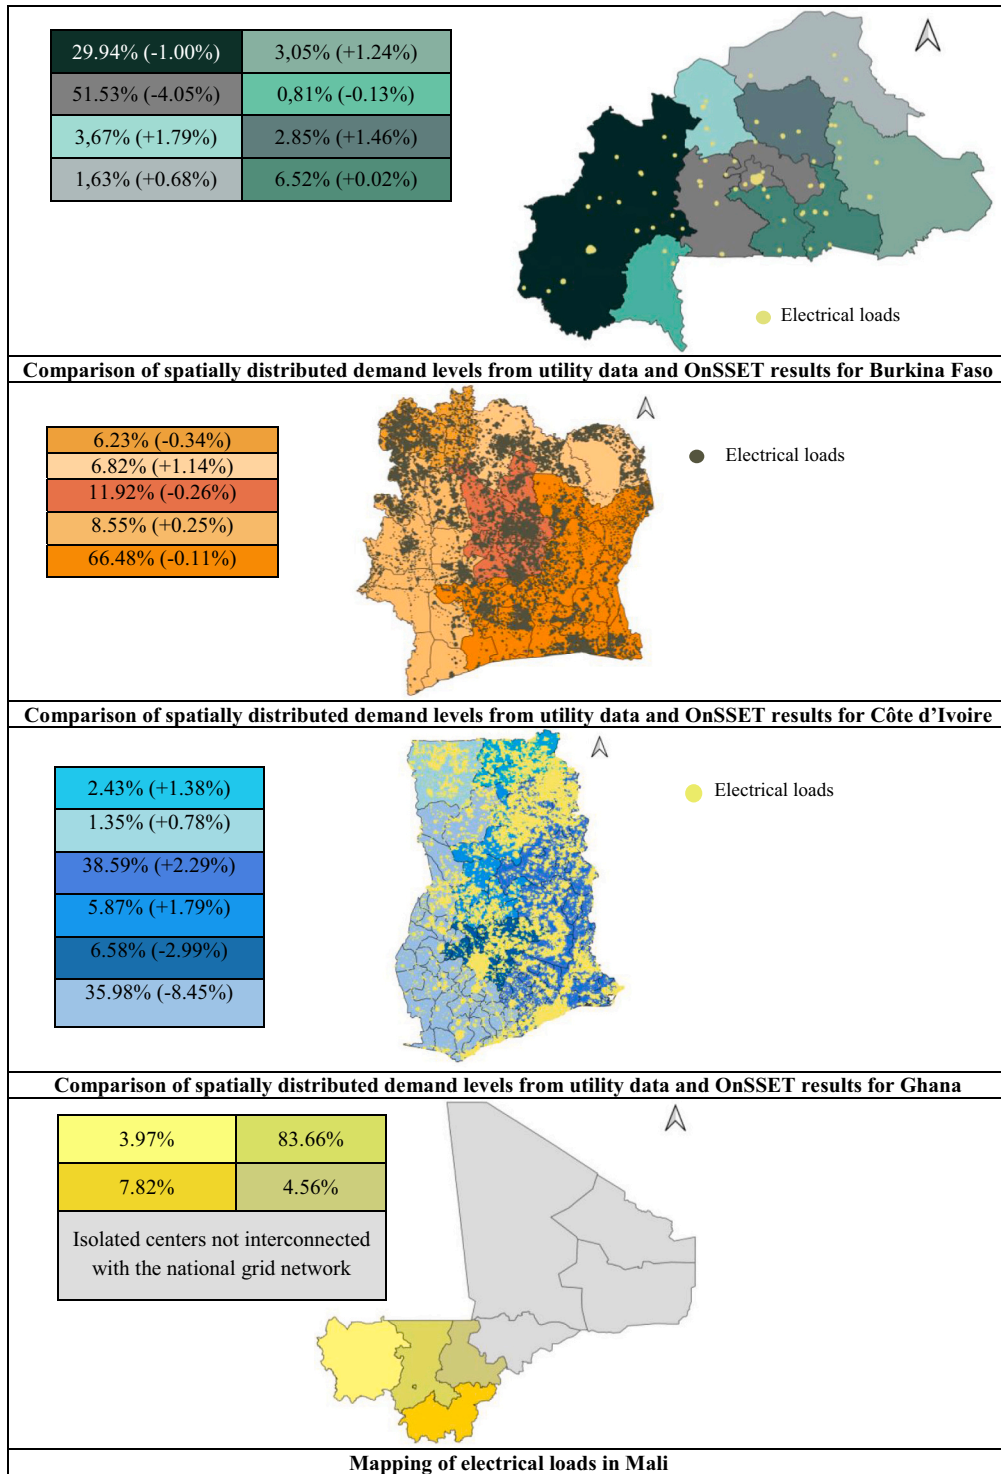 29.94% (-1.00%) 3,05% (+1.24%)
51.53% (-4.05%) 0,81% (-0.13%)
3,67% (+1.79%) 2.85% (+1.46%)
1,63% (+0.68%) 6.52% (+0.02%)
Electrical loads
Comparison of spatially distributed demand levels from utility data and OnSSET results for Burkina Faso
6.23% (-0.34%)
6.82% (+1.14%)
11.92% (-0.26%)
8.55% (+0.25%)
66.48% (-0.11%)
Electrical loads
Comparison of spatially distributed demand levels from utility data and OnSSET results for Côte d’Ivoire
2.43% (+1.38%)
1.35% (+0.78%)
38.59% (+2.29%)
5.87% (+1.79%)
6.58% (-2.99%)
35.98% (-8.45%)
Electrical loads
Comparison of spatially distributed demand levels from utility data and OnSSET results for Ghana
3.97% 83.66%
7.82% 4.56%
Isolated centers not interconnected
with the national grid network
Mapping of electrical loads in Mali